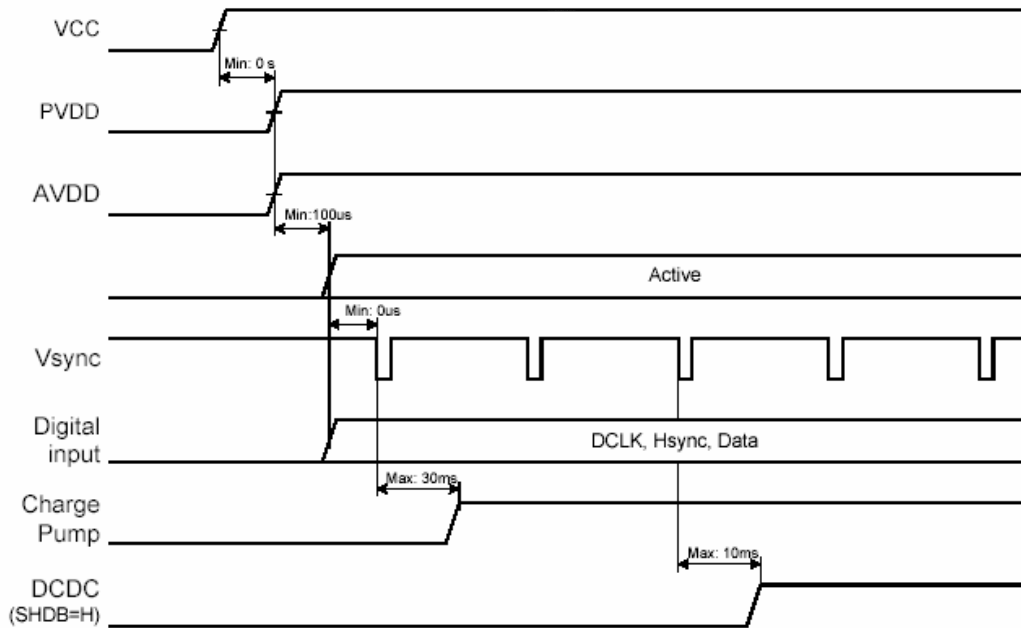 VCC
Min: 0 s
PVDD
AVDD
Min:100us
Active
Min: 0us
Vsync
Digital
input
DCLK, Hsync, Data
Max: 30ms
Charge
Pump
Max: 10ms
DCDC
(SHDB=H)